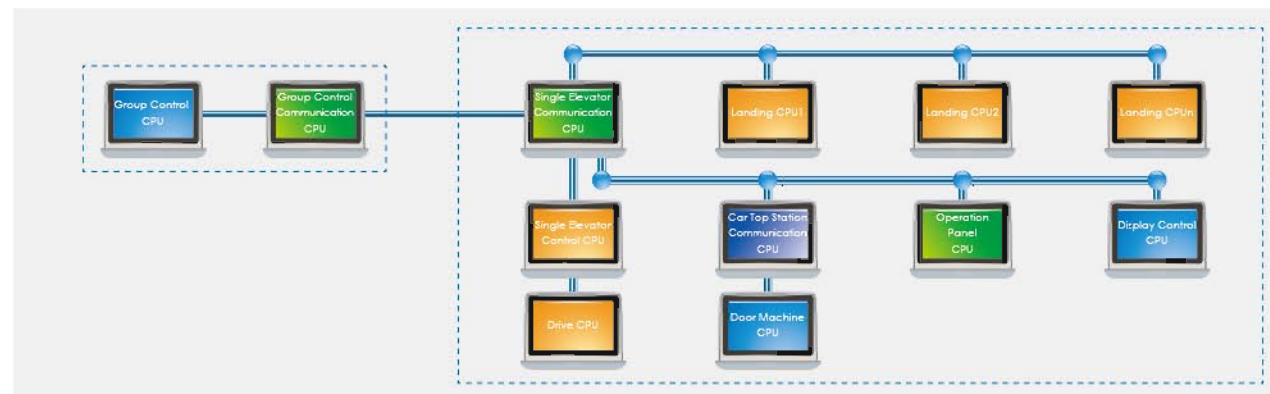 Group Control
CPU
Group Control
Communication
CPU
Single Elevator
Communication
CPU
Landing CPU1
Landing CPU2
Landing CPUn
Single Elevator
Control CPU
Car Top Station
Communication
CPU
Operation
Panel
CPU
Display Control
CPU
Drive CPU
Door Machine
CPU